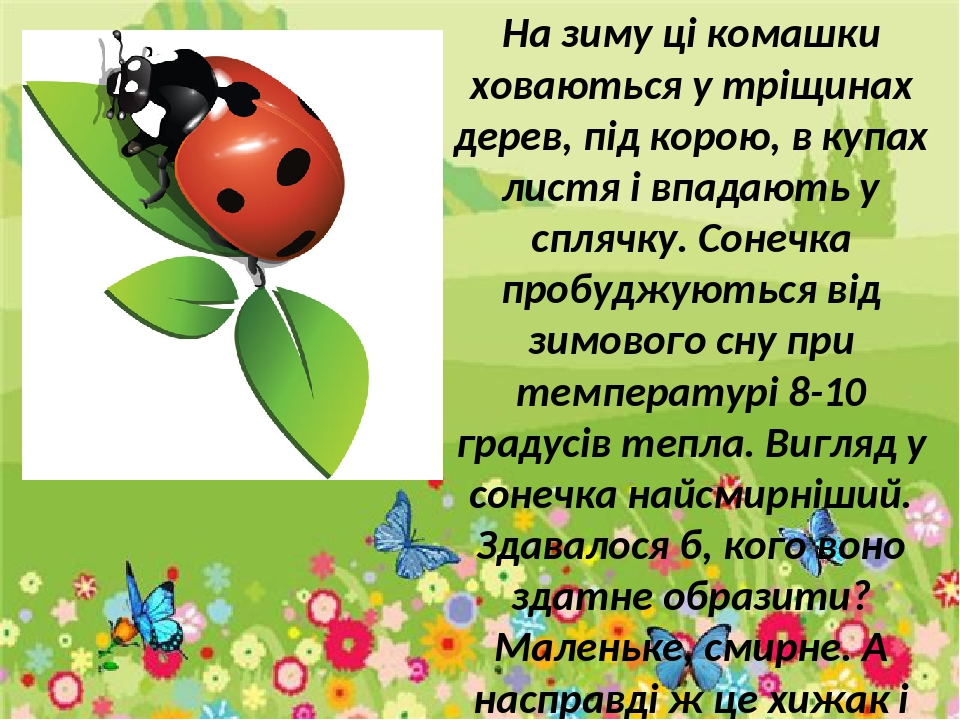 На зиму ці комашки
ховаються у тріщинах
дерев, під корою, в купах
листя і впадають у
сплячку. Сонечка
пробуджуються від
зимового сну при
температурі 8-10
градусів тепла. Вигляд у
сонечка найсмирніший.
Здавалося б, кого воно
здатне образити?
Маленьке, смирне. А
насправді ж це хижак і